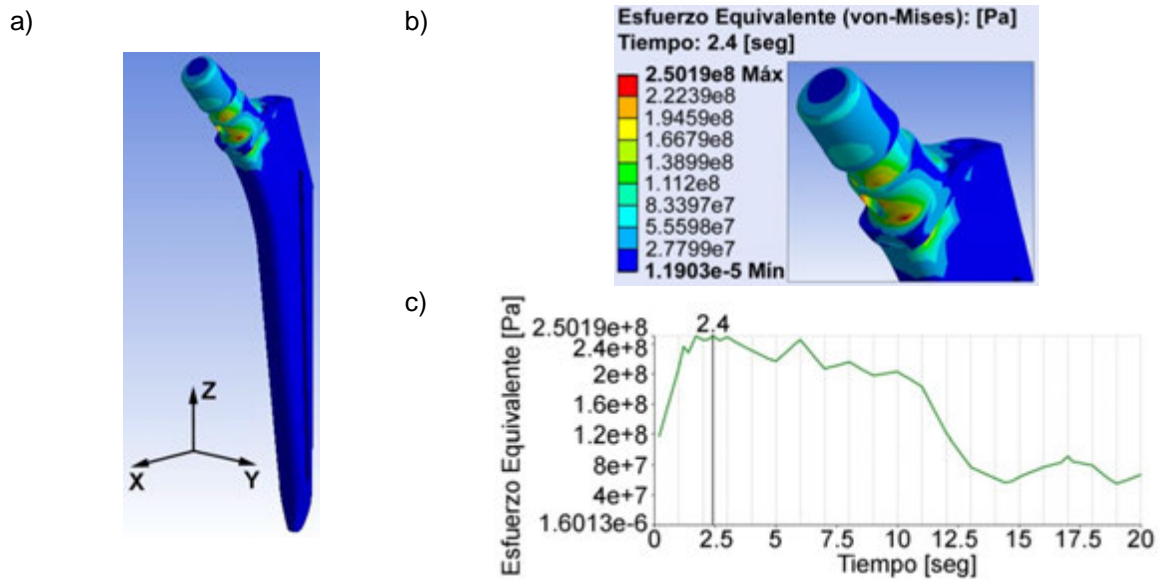 a)
Z
X
Y
b)
Esfuerzo Equivalente (von-Mises): [Pa]
Tiempo: 2.4 [seg]
2.5019e8 Máx
2.2239e8
1.9459e8
1.6679e8
1.3899e8
1.112e8
8.3397e7
5.5598e7
2.7799e7
1.1903e-5 Mín
c)
Esfuerzo Equivalente [Pa]
2.4
2.5019e+8
2.4e+8
2e+8
1.6e+8
1.2e+8
8e+7
4e+7
1.6013e-6
0 2.5 5 7.5 10 12.5 15 17.5 20
Tiempo [seg]